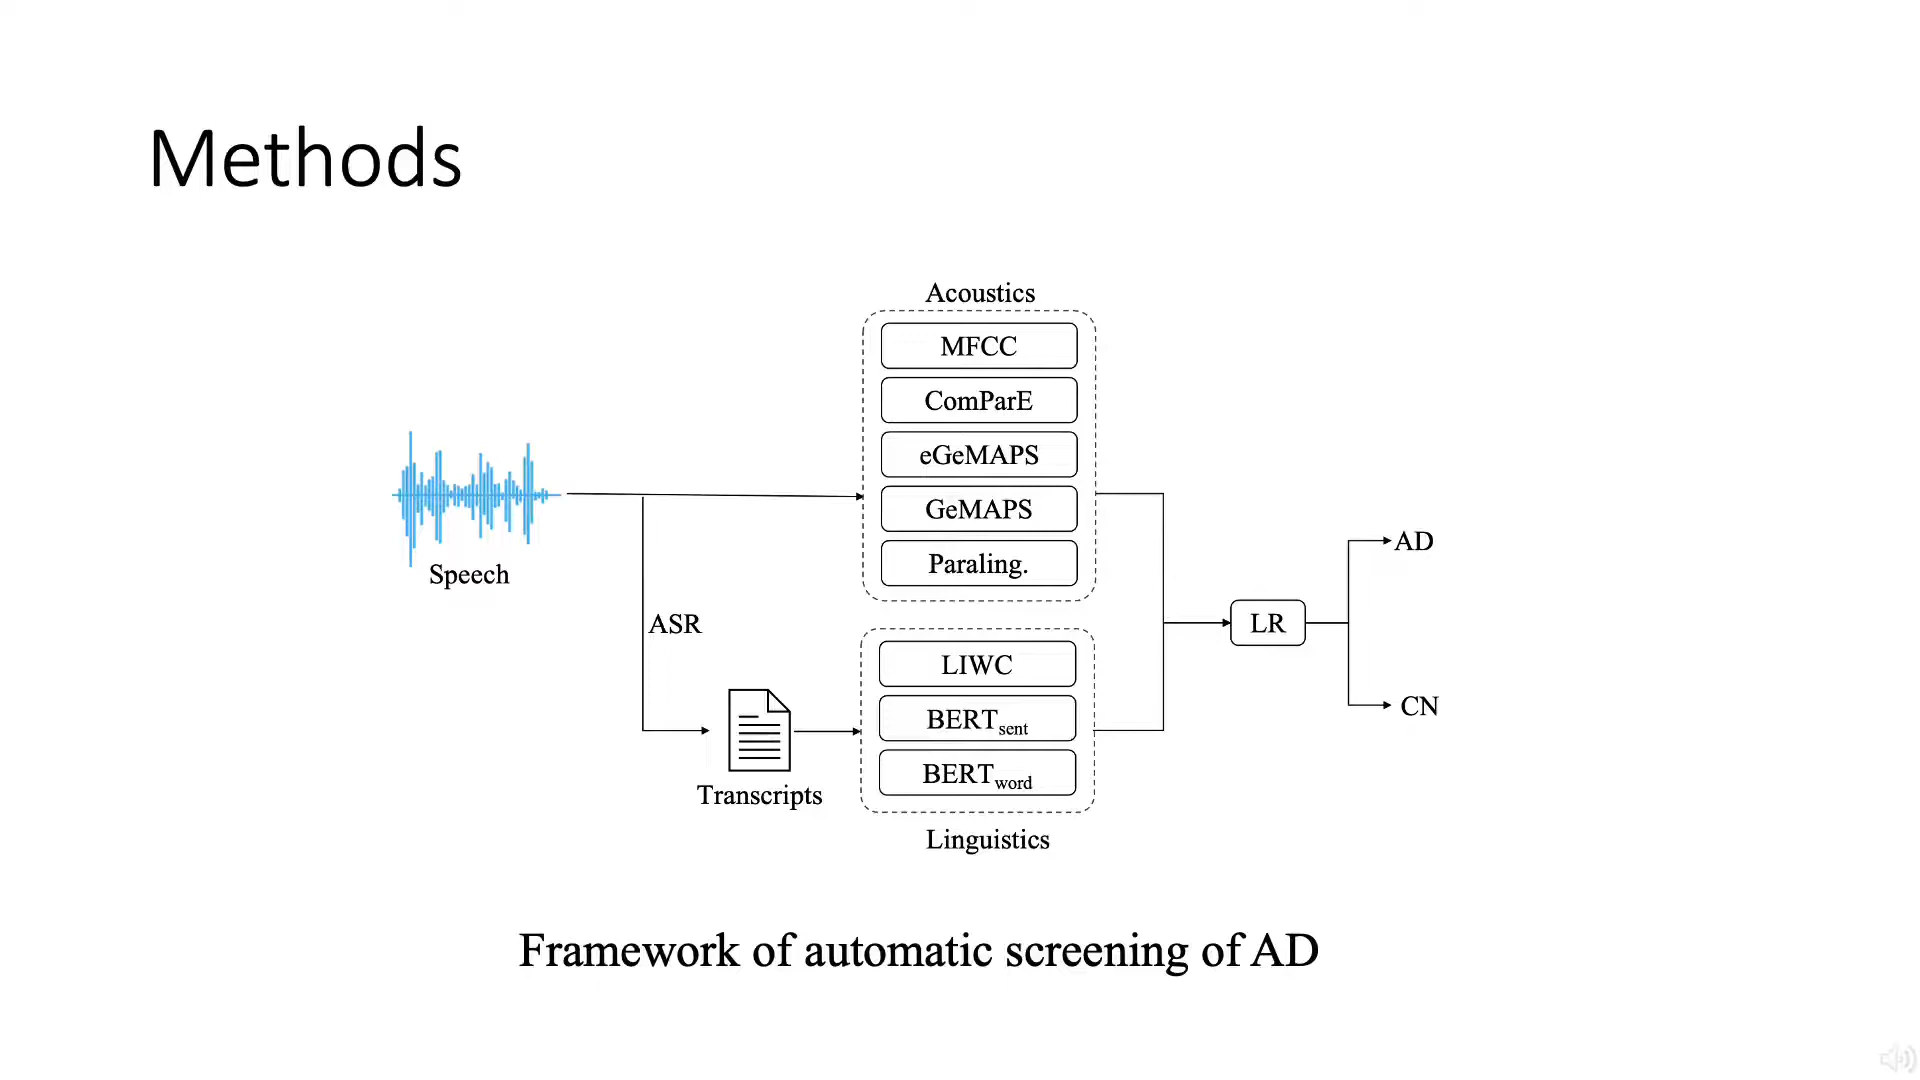 Methods
Acoustics
MFCC
ComParE
eGeMAPS
GeMAPS
Paraling.
Speech
ASR
Transcripts
LIWC
BERTsent
BERTword
Linguistics
LR
AD
CN
Framework of automatic screening of AD